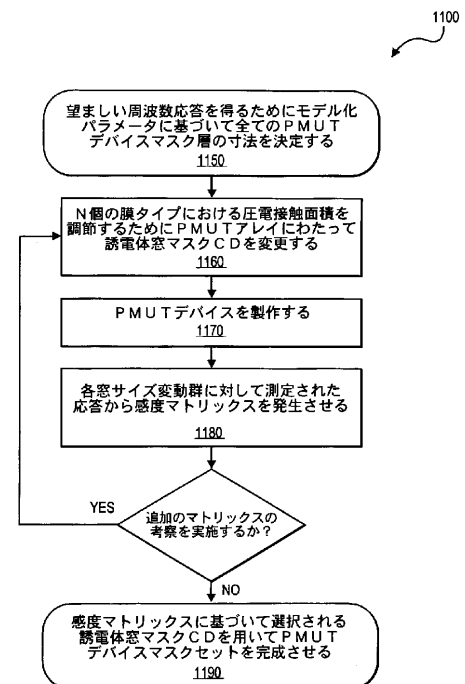 1100
望ましい周波数応答を得るためにモデル化
パラメータに基づいて全てのPMUT
デバイスマスク層の寸法を決定する
1150
N個の膜タイプにおける圧電接触面積を
調節するためにPMUTアレイにわたって
誘電体窓マスクCDを変更する
1160
PMUTデバイスを製作する
1170
各窓サイズ変動群に対して測定された
応答から感度マトリックスを発生させる
1180
YES
追加のマトリックスの
考察を実施するか?
NO
感度マトリックスに基づいて選択される
誘電体窓マスクCDを用いてPMUT
デバイスマスクセットを完成させる
1190